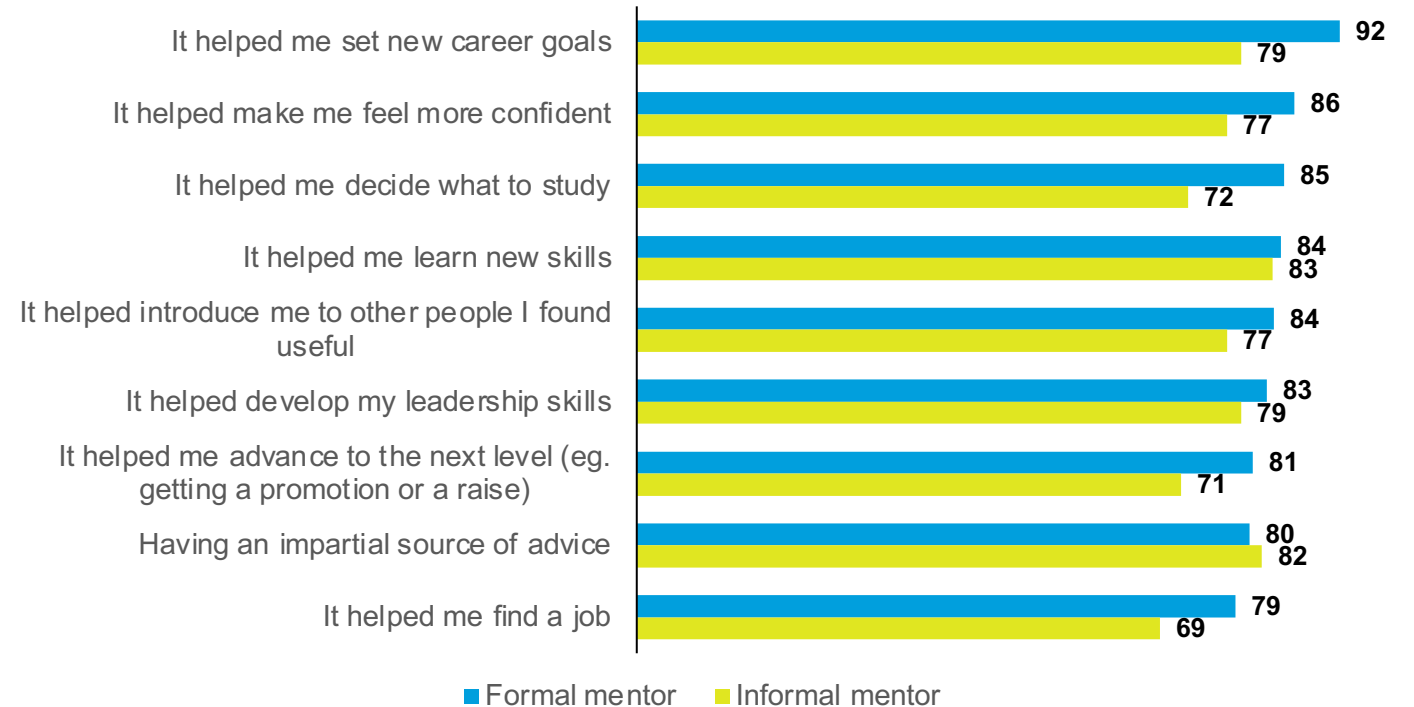 It helped me set new career goals
92
79
It helped make me feel more confident
86
77
It helped me decide what to study
85
72
It helped me learn new skills
84
83
It helped introduce me to other people I found
useful
84
77
It helped develop my leadership skills
83
79
It helped me advance to the next level (eg.
getting a promotion or a raise)
81
71
Having an impartial source of advice
80
82
It helped me find a job
79
69
Formal mentor
Informal mentor